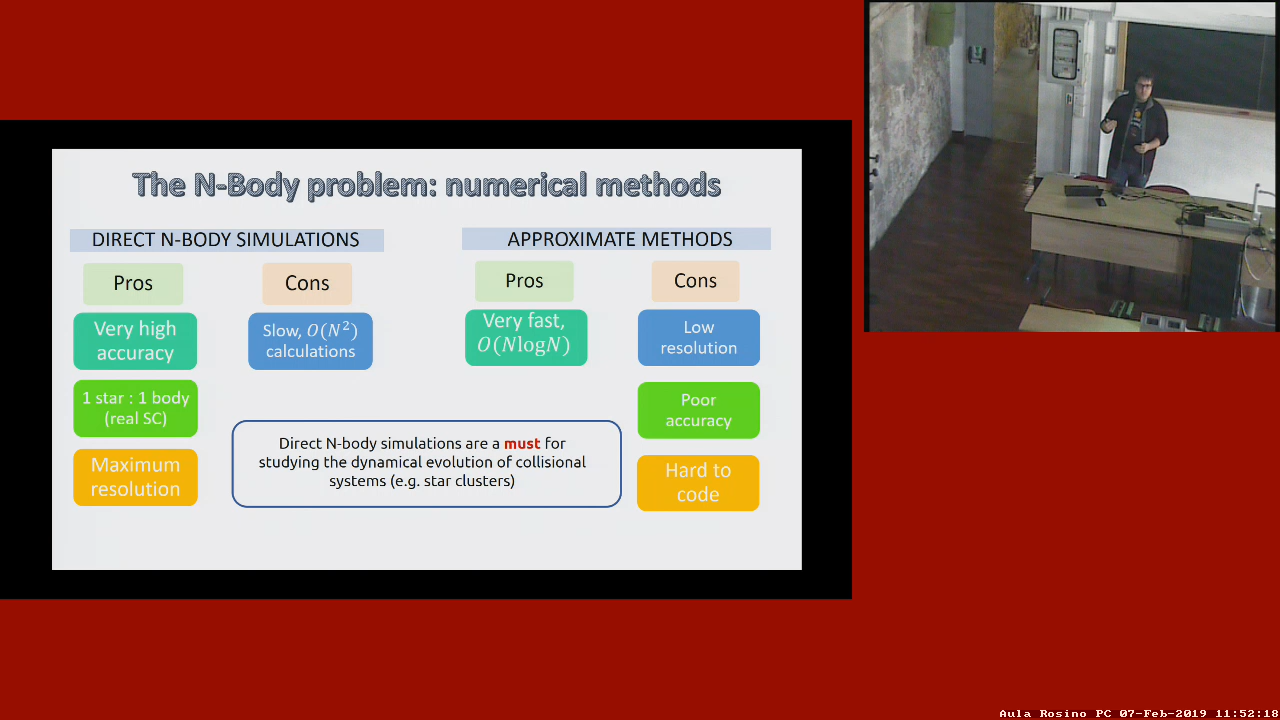 The N-Body problem: numerical methods
DIRECT N-BODY SIMULATIONS
Pros
Cons
Very high
accuracy
Slow, O(N²)
calculations
1 star : 1 body
(real SC)
Maximum
resolution
APPROXIMATE METHODS
Pros
Cons
Very fast,
O(NlogN)
Low
resolution
Poor
accuracy
Hard to
code
Direct N-body simulations are a must for
studying the dynamical evolution of collisional
systems (e.g. star clusters)
Aula Rosino PC 07-Feb-2019 11:52:18